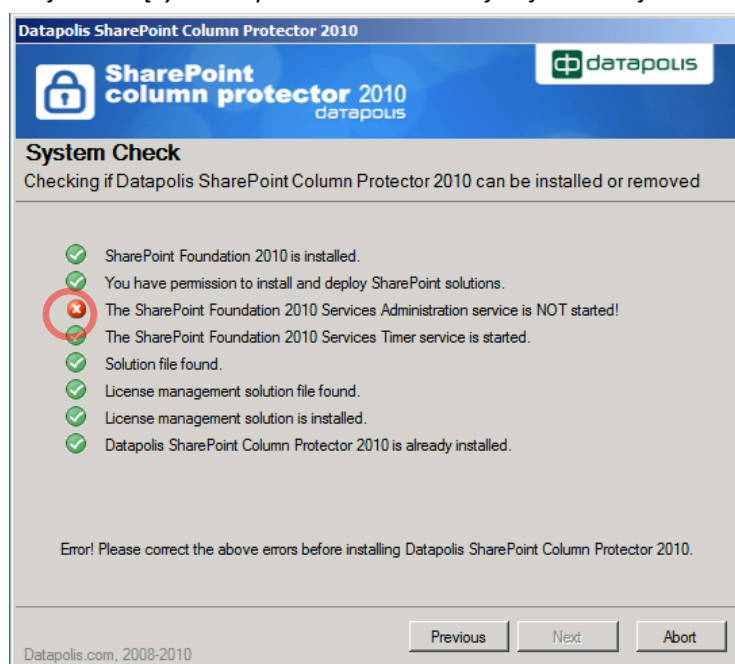 Datapolis SharePoint Column Protector 2010
SharePoint
column protector 2010
datapolis
datapolis
System Check
Checking if Datapolis SharePoint Column Protector 2010 can be installed or removed
SharePoint Foundation 2010 is installed.
You have permission to install and deploy SharePoint solutions.
The SharePoint Foundation 2010 Services Administration service is NOT started!
The SharePoint Foundation 2010 Services Timer service is started.
Solution file found.
License management solution file found.
License management solution is installed.
Datapolis SharePoint Column Protector 2010 is already installed.
Error! Please correct the above errors before installing Datapolis SharePoint Column Protector 2010.
Previous Next Abort
Datapolis.com, 2008-2010